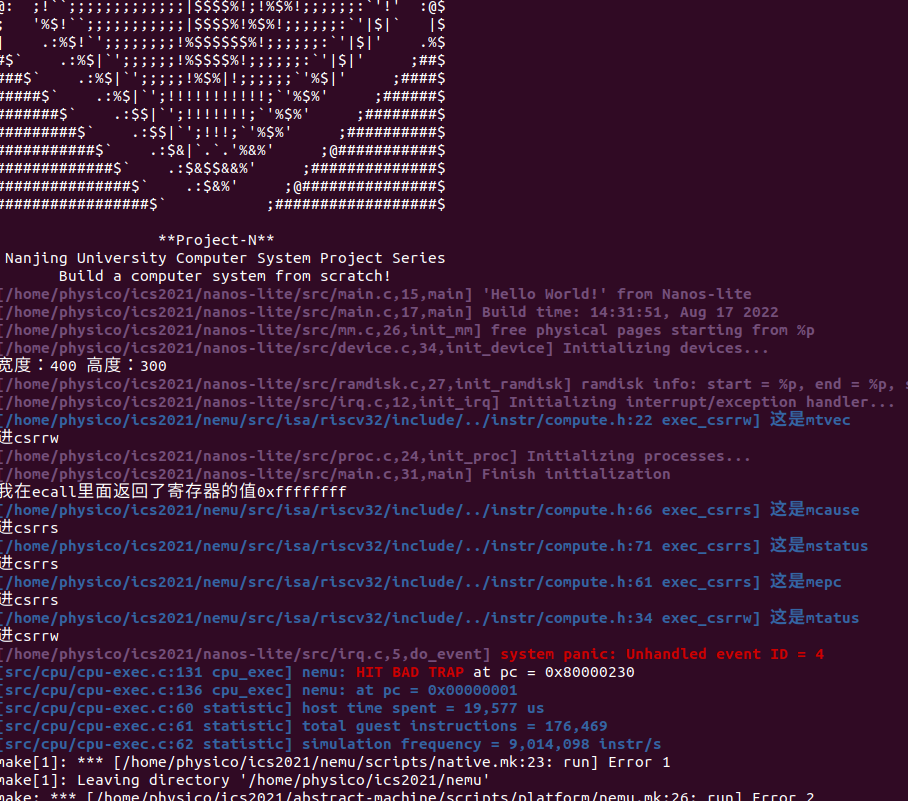 @:  ;!``;;;;;;;;;;;;;|$$$$%!;!%$%!;;;;;;;:`'!'  :@$
;   '%$!``;;;;;;;;;;;|$$$$%!%$%!;;;;;;;:`'|$|`   |$
|    .:%$!`';;;;;;;;!%$$$$$$%!;;;;;;;:`'|$|'    .%$
#$`    .:%$|`';;;;;;!%$$$$%!;;;;;;:`'|$|'     ;##$
###$`    .:%$|`';;;;;!%$%|!;;;;;;`'%$|'     ;####$
#####$`    .:%$|`';!!!!!!!!!!!;`'%$%'     ;######$
#######$`    .:$$|`';!!!!!!!;`'%$%'     ;########$
#########$`    .:$$|`';!!!;`'%$%'     ;##########$
###########$`    .:$&|`.`.'%&%'     ;@###########$
#############$`    .:$&$$&&%'     ;##############$
###############$`    .:$&%'     ;@###############$
#################$`           ;##################$
**Project-N**
Nanjing University Computer System Project Series
Build a computer system from scratch!
[/home/physico/ics2021/nanos-lite/src/main.c,15,main] 'Hello World!' from Nanos-lite
[/home/physico/ics2021/nanos-lite/src/main.c,17,main] Build time: 14:31:51, Aug 17 2022
[/home/physico/ics2021/nanos-lite/src/mm.c,26,init_mm] free physical pages starting from %p
[/home/physico/ics2021/nanos-lite/src/device.c,34,init_device] Initializing devices...
宽度：400 高度：300
[/home/physico/ics2021/nanos-lite/src/ramdisk.c,27,init_ramdisk] ramdisk info: start = %p, end = %p, s
[/home/physico/ics2021/nanos-lite/src/irq.c,12,init_irq] Initializing interrupt/exception handler...
[/home/physico/ics2021/nemu/src/isa/riscv32/include/../instr/compute.h:22 exec_csrrw] 这是mtvec
进csrrw
[/home/physico/ics2021/nanos-lite/src/proc.c,24,init_proc] Initializing processes...
[/home/physico/ics2021/nanos-lite/src/main.c,31,main] Finish initialization
我在ecall里面返回了寄存器的值0xffffffff
[/home/physico/ics2021/nemu/src/isa/riscv32/include/../instr/compute.h:66 exec_csrrs] 这是mcause
进csrrs
[/home/physico/ics2021/nemu/src/isa/riscv32/include/../instr/compute.h:71 exec_csrrs] 这是mstatus
进csrrs
[/home/physico/ics2021/nemu/src/isa/riscv32/include/../instr/compute.h:61 exec_csrrs] 这是mepc
进csrrs
[/home/physico/ics2021/nemu/src/isa/riscv32/include/../instr/compute.h:34 exec_csrrw] 这是mtatus
进csrrw
[/home/physico/ics2021/nanos-lite/src/irq.c,5,do_event] system panic: Unhandled event ID = 4
[src/cpu/cpu-exec.c:131 cpu_exec] nemu: HIT BAD TRAP at pc = 0x80000230
[src/cpu/cpu-exec.c:136 cpu_exec] nemu: at pc = 0x00000001
[src/cpu/cpu-exec.c:60 statistic] host time spent = 19,577 us
[src/cpu/cpu-exec.c:61 statistic] total guest instructions = 176,469
[src/cpu/cpu-exec.c:62 statistic] simulation frequency = 9,014,098 instr/s
make[1]: *** [/home/physico/ics2021/nemu/scripts/native.mk:23: run] Error 1
make[1]: Leaving directory '/home/physico/ics2021/nemu'
make: *** [/home/physico/ics2021/abstract-machine/scripts/platform/nemu.mk:26: run] Error 2